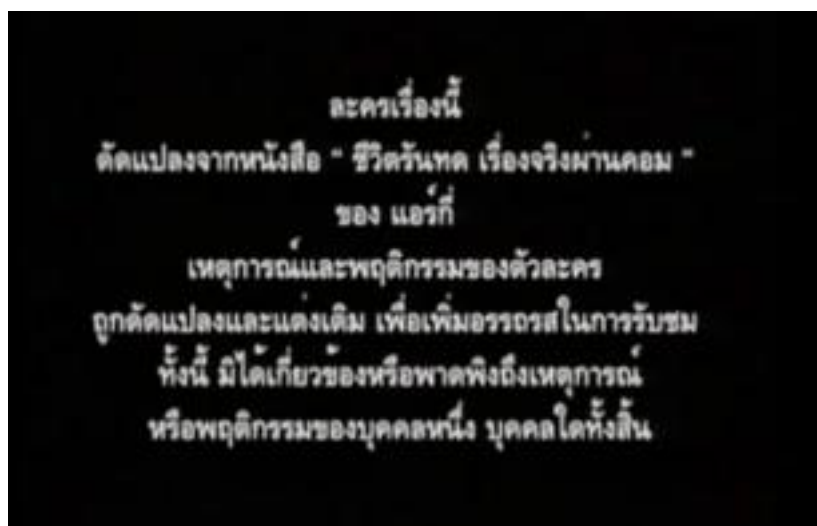 ละครเรื่องนี้
ดัดแปลงจากหนังสือ " ชีวิตรันทด เรื่องจริงผ่านคอม "
ของ แอร์กี่
เหตุการณ์และพฤติกรรมของตัวละคร
ถูกดัดแปลงและแต่งเติม เพื่อเพิ่มอรรถรสในการรับชม
ทั้งนี้ มิได้เกี่ยวข้องหรือพาดพิงถึงเหตุการณ์
หรือพฤติกรรมของบุคคลหนึ่ง บุคคลใดทั้งสิ้น